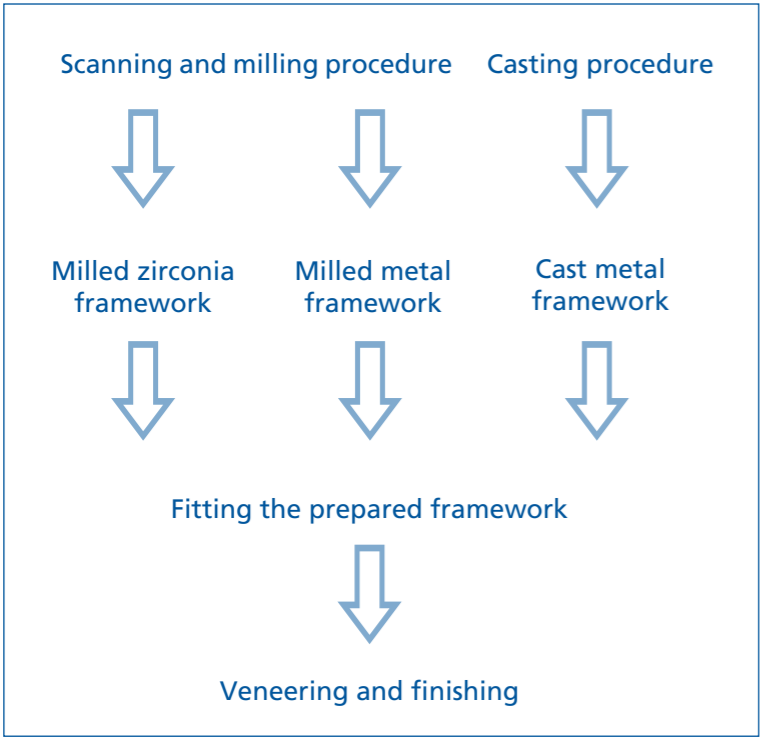 Scanning and milling procedure
Casting procedure
Milled zirconia
framework
Milled metal
framework
Cast metal
framework
Fitting the prepared framework
Veneering and finishing